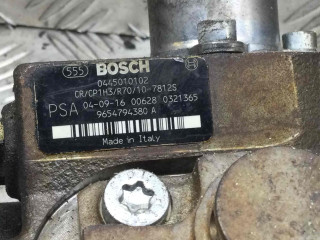 555 BOSCH
0445010102
CR/CP1H3/R70/10-7812S
PSA 04-09-16 00628 0321365
9654794380 A
Made in Italy